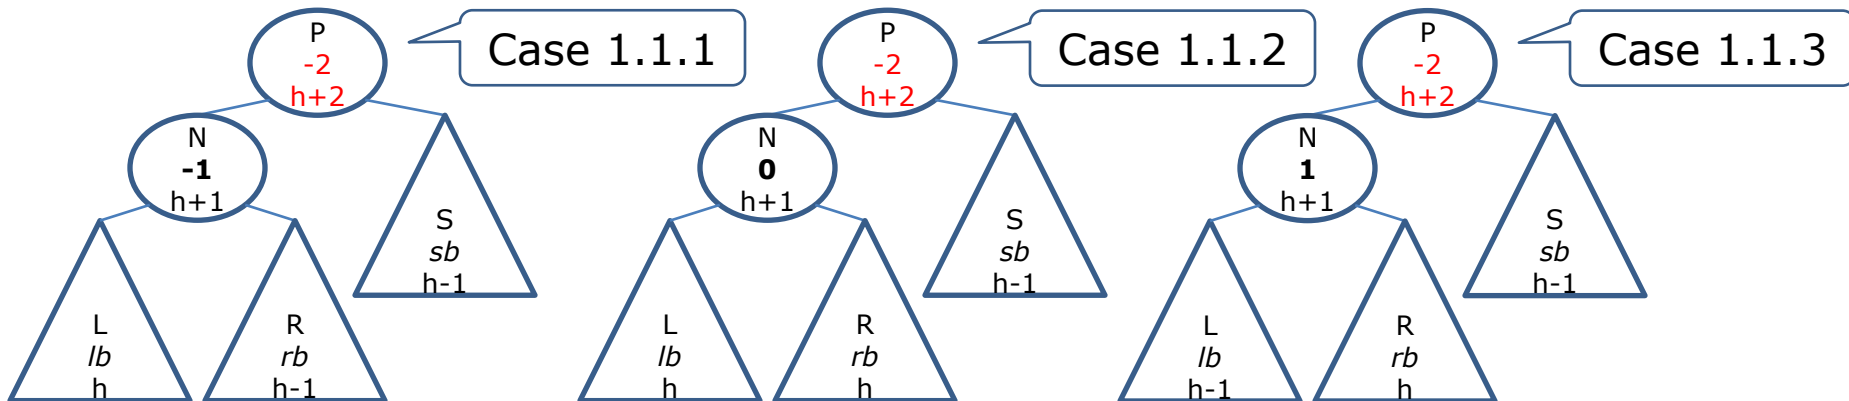 P
-2
h+2
Case 1.1.1
N
-1
h+1
S
sb
h-1
L
lb
h
R
rb
h-1
P
-2
h+2
Case 1.1.2
N
0
h+1
S
sb
h-1
L
lb
h
R
rb
h
P
-2
h+2
Case 1.1.3
N
1
h+1
S
sb
h-1
L
lb
h-1
R
rb
h